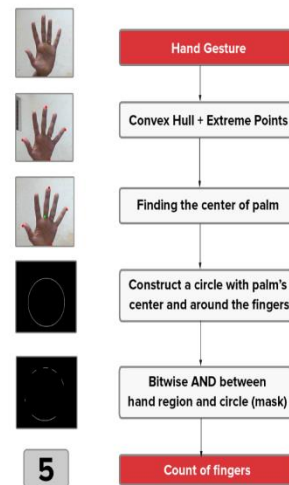 Hand Gesture
Convex Hull + Extreme Points
Finding the center of palm
Construct a circle with palm's
center and around the fingers
Bitwise AND between
hand region and circle (mask)
5
Count of fingers